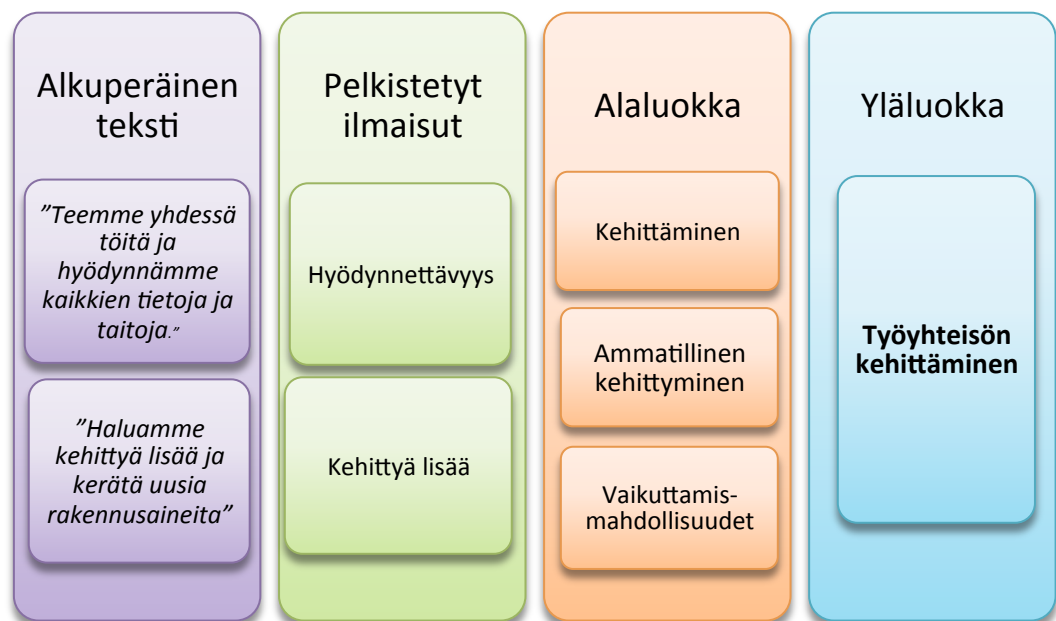 Alkuperäinen
teksti
”Teemme yhdessä
töitä ja
hyödynnämme
kaikkien tietoja ja
taitoja.”
”Haluamme
kehittyä lisää ja
kerätä uusia
rakennusaineita”
Pelkistetyt
ilmaisut
Hyödynnettävyys
Kehittyä lisää
Alaluokka
Kehittäminen
Ammatillinen
kehittyminen
Vaikuttamis-
mahdollisuudet
Yläluokka
Työyhteisön
kehittäminen